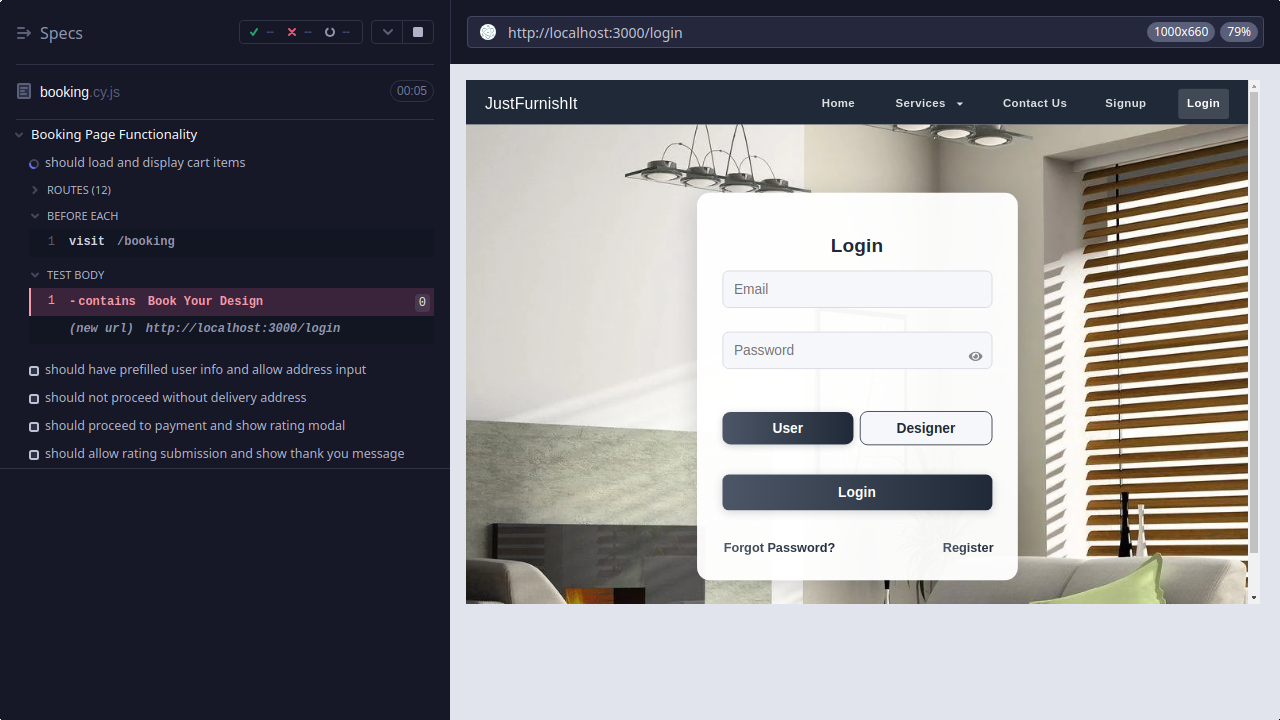 Specs
-- -- --
booking.cy.js 00:05
Booking Page Functionality
should load and display cart items
ROUTES (12)
BEFORE EACH
1 visit /booking
TEST BODY
1 -contains Book Your Design 0
(new url) http://localhost:3000/login
should have prefilled user info and allow address input
should not proceed without delivery address
should proceed to payment and show rating modal
should allow rating submission and show thank you message
http://localhost:3000/login 1000x660 79%
JustFurnishIt Home Services Contact Us Signup Login
Login
Email
Password
User Designer
Login
Forgot Password? Register